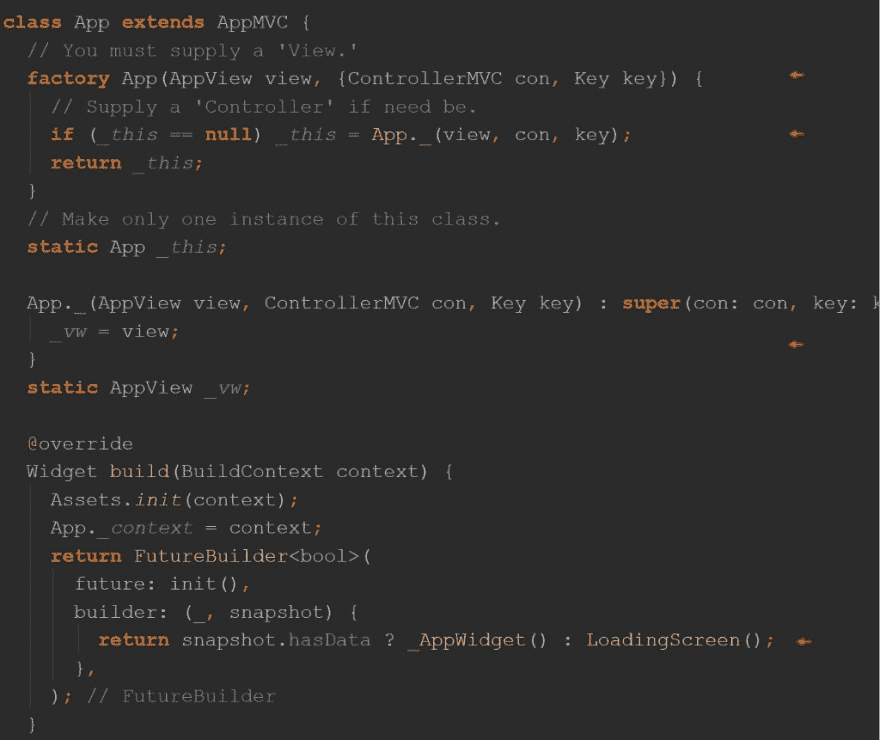 class App extends AppMVC {
// You must supply a 'View.'
factory App(AppView view, {ControllerMVC con, Key key}) {
// Supply a 'Controller' if need be.
if (_this == null) _this = App._(view, con, key);
return _this;
}
// Make only one instance of this class.
static App _this;
App._(AppView view, ControllerMVC con, Key key) : super(con: con, key:
_vw = view;
}
static AppView _vw;
@override
Widget build(BuildContext context) {
Assets.init(context);
App._context = context;
return FutureBuilder<bool>(
future: init(),
builder: (_, snapshot) {
return snapshot.hasData ? _AppWidget() : LoadingScreen();
},
); // FutureBuilder
}